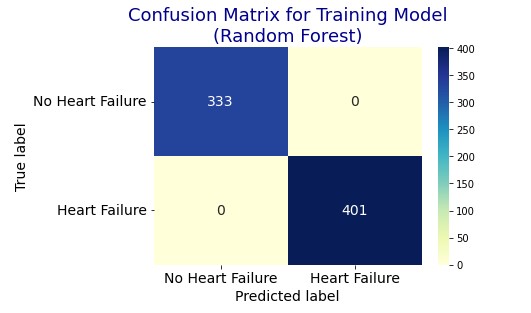 Confusion Matrix for Training Model
(Random Forest)
True label
No Heart Failure
333
0
Heart Failure
0
401
No Heart Failure
Heart Failure
Predicted label
400
350
300
250
200
150
100
50
0